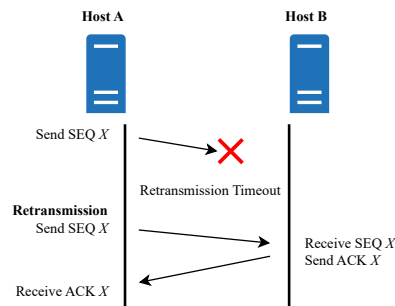 Host A
Host B
Send SEQ X
Retransmission Timeout
Retransmission
Send SEQ X
Receive SEQ X
Send ACK X
Receive ACK X